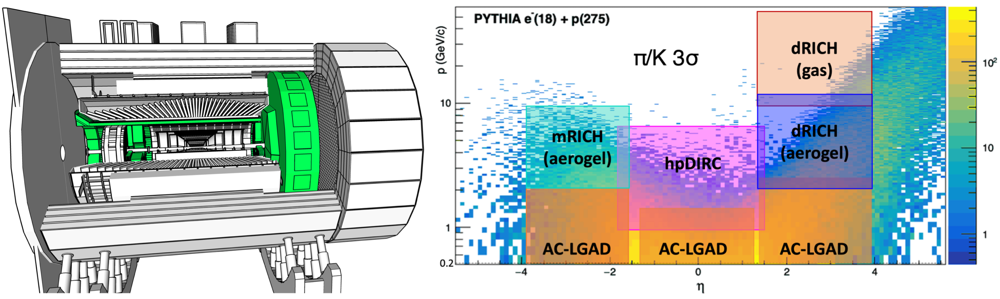 PYTHIA e⁻(18) + p(275)
p (GeV/c)
π/K 3σ
dRICH
(gas)
10²
10
mRICH
(aerogel)
hpDIRC
dRICH
(aerogel)
10
1
1
AC-LGAD
AC-LGAD
AC-LGAD
0.2
−4
−2
0
2
4
η